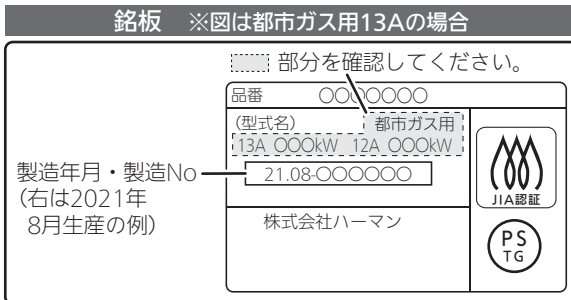 銘板 ※図は都市ガス用13Aの場合
部分を確認してください。
品番 〇〇〇〇〇〇〇
(型式名) 都市ガス用
13A 〇〇〇kW 12A 〇〇〇kW
製造年月・製造No
(右は2021年
8月生産の例)
21.08-〇〇〇〇〇〇
株式会社ハーマン
JIA認証
PS
TG